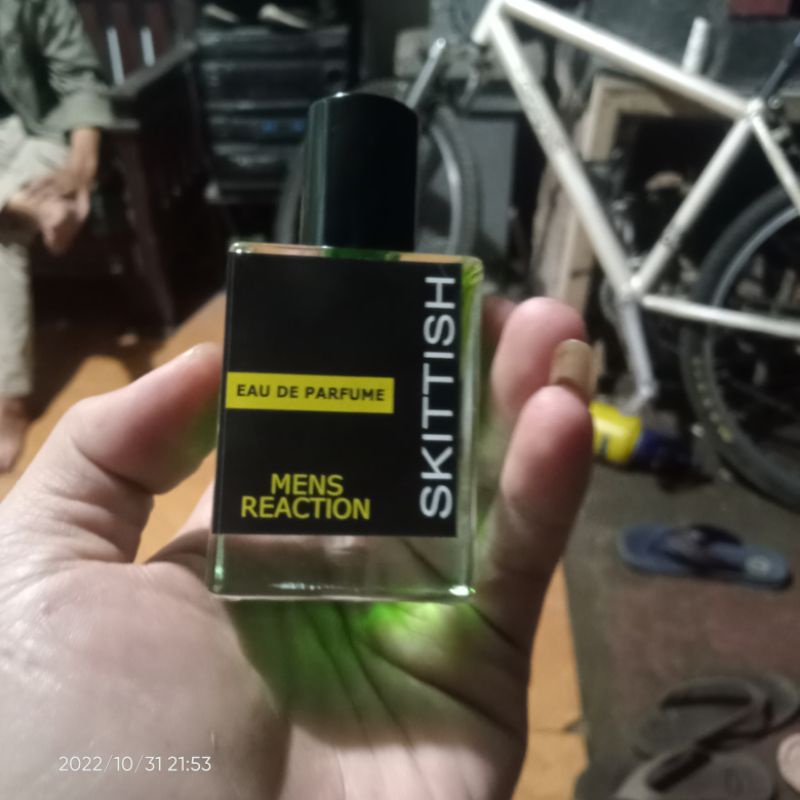 SKITTISH
EAU DE PARFUME
MENS
REACTION
2022/10/31 21:53